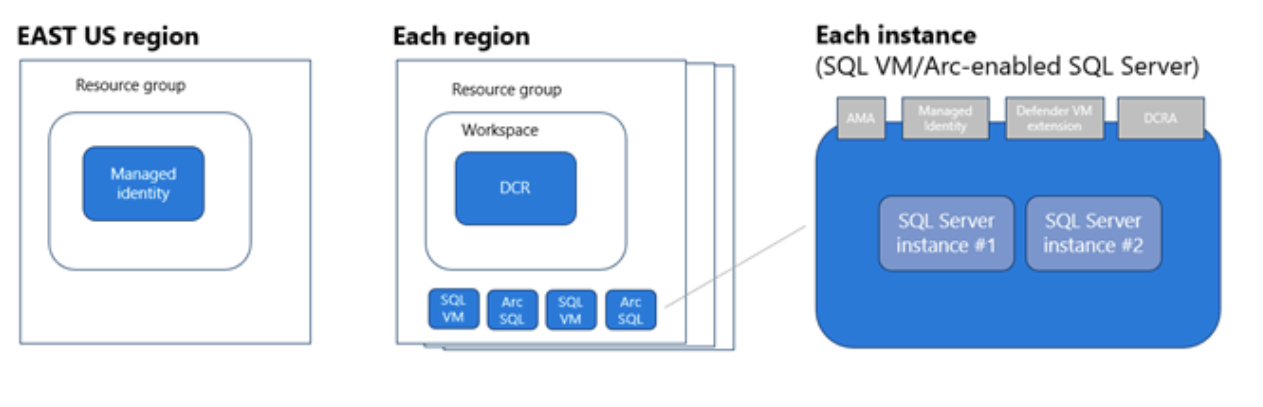 EAST US region
Resource group
Managed
identity
Each region
Resource group
Workspace
DCR
SQL
VM
Arc
SQL
SQL
VM
Arc
SQL
Each instance
(SQL VM/Arc-enabled SQL Server)
AMA
Managed
Identity
Defender VM
extension
DCRA
SQL Server
instance #1
SQL Server
instance #2